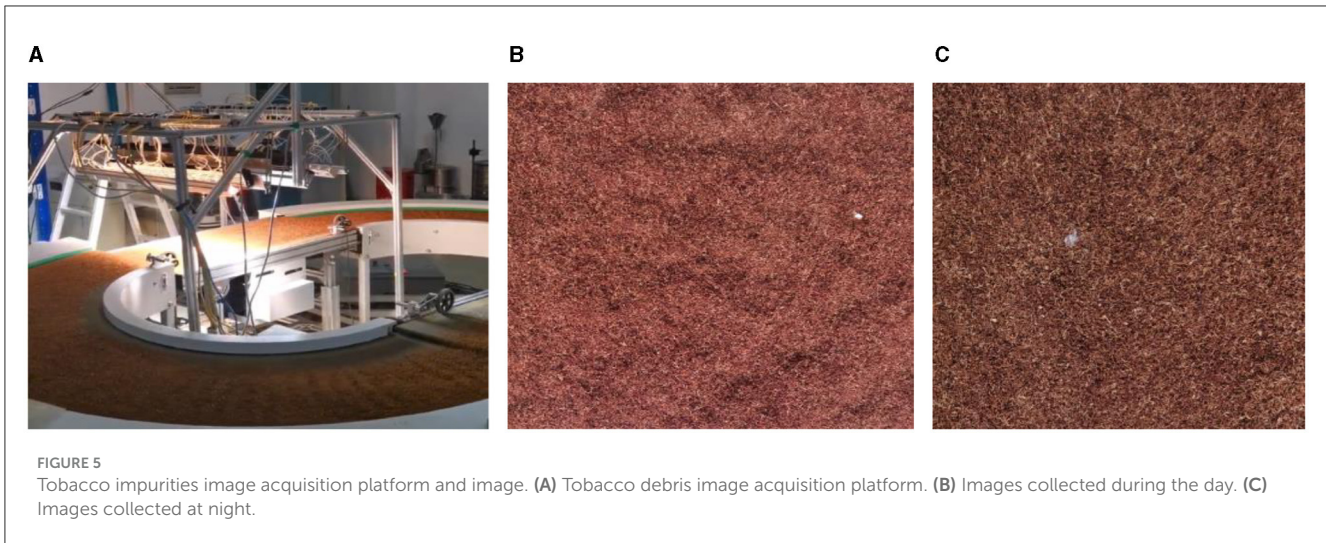 A
B
C
FIGURE 5
Tobacco impurities image acquisition platform and image. (A) Tobacco debris image acquisition platform. (B) Images collected during the day. (C)
Images collected at night.